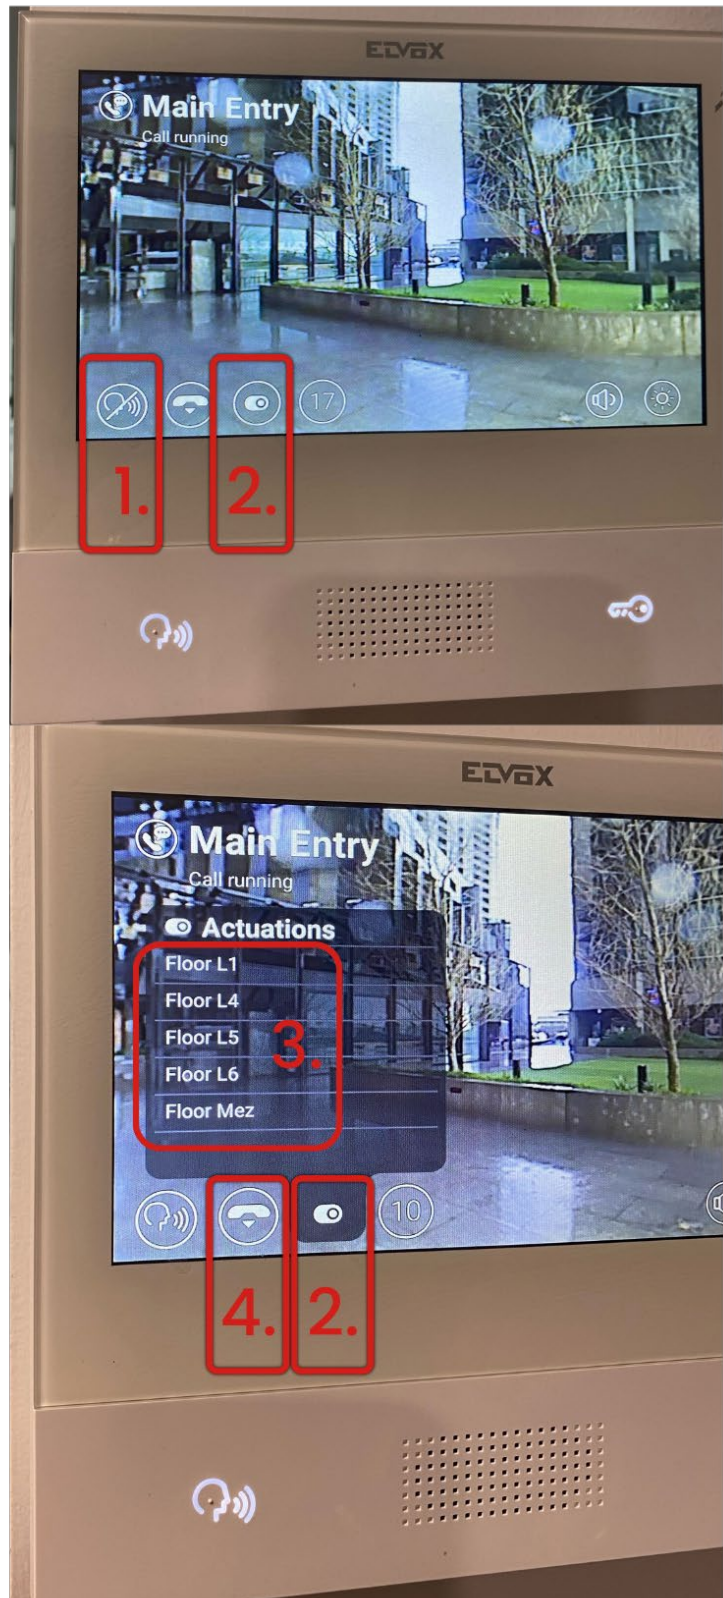 ELVOX
Main Entry
Call running
17
1.
2.
ELVOX
Main Entry
Call running
Actuations
Floor L1
Floor L4
Floor L5
3.
Floor L6
Floor Mez
10
4.
2.